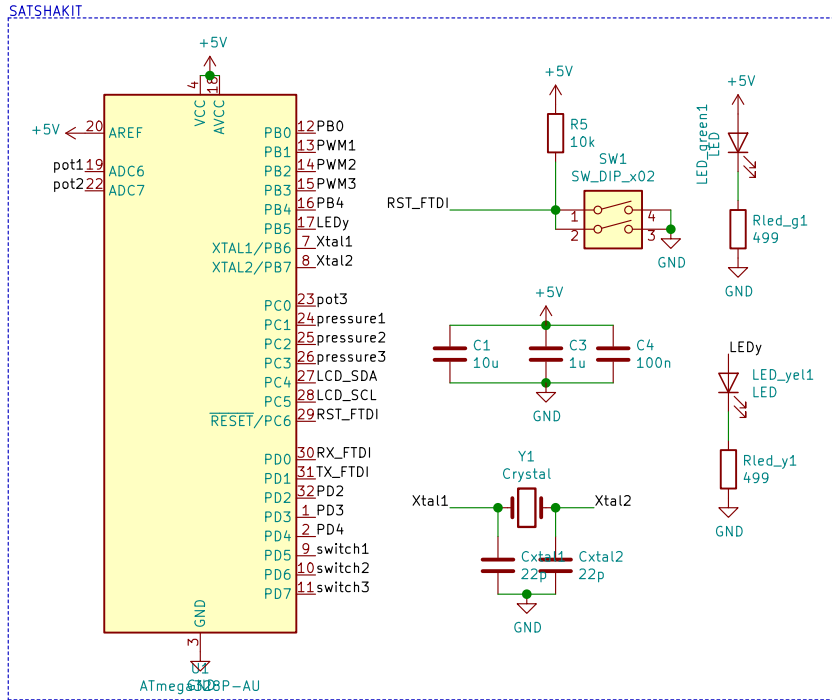 SATSHAKIT
+5V
4
18
VCC
AVCC
+5V
20
AREF
pot1
19
ADC6
pot2
22
ADC7
PB0
12
PB0
PB1
13
PWM1
PB2
14
PWM2
PB3
15
PWM3
PB4
16
PB4
PB5
17
LEDy
XTAL1/PB6
7
Xtal1
XTAL2/PB7
8
Xtal2
PC0
23
pot3
PC1
24
pressure1
PC2
25
pressure2
PC3
26
pressure3
PC4
27
LCD_SDA
PC5
28
LCD_SCL
RESET/PC6
29
RST_FTDI
PD0
30
RX_FTDI
PD1
31
TX_FTDI
PD2
32
PD2
PD3
1
PD3
PD4
2
PD4
PD5
9
switch1
PD6
10
switch2
PD7
11
switch3
GND
3
U1
ATmega328P-AU
GND
+5V
R5
10k
SW1
SW_DIP_x02
RST_FTDI
1
4
2
3
GND
+5V
LED_green1
LED
Rled_g1
499
GND
+5V
C1
10u
C3
1u
C4
100n
GND
LEDy
LED_yel1
LED
Rled_y1
499
GND
Y1
Crystal
Xtal1
Xtal2
Cxtal1
22p
Cxtal2
22p
GND